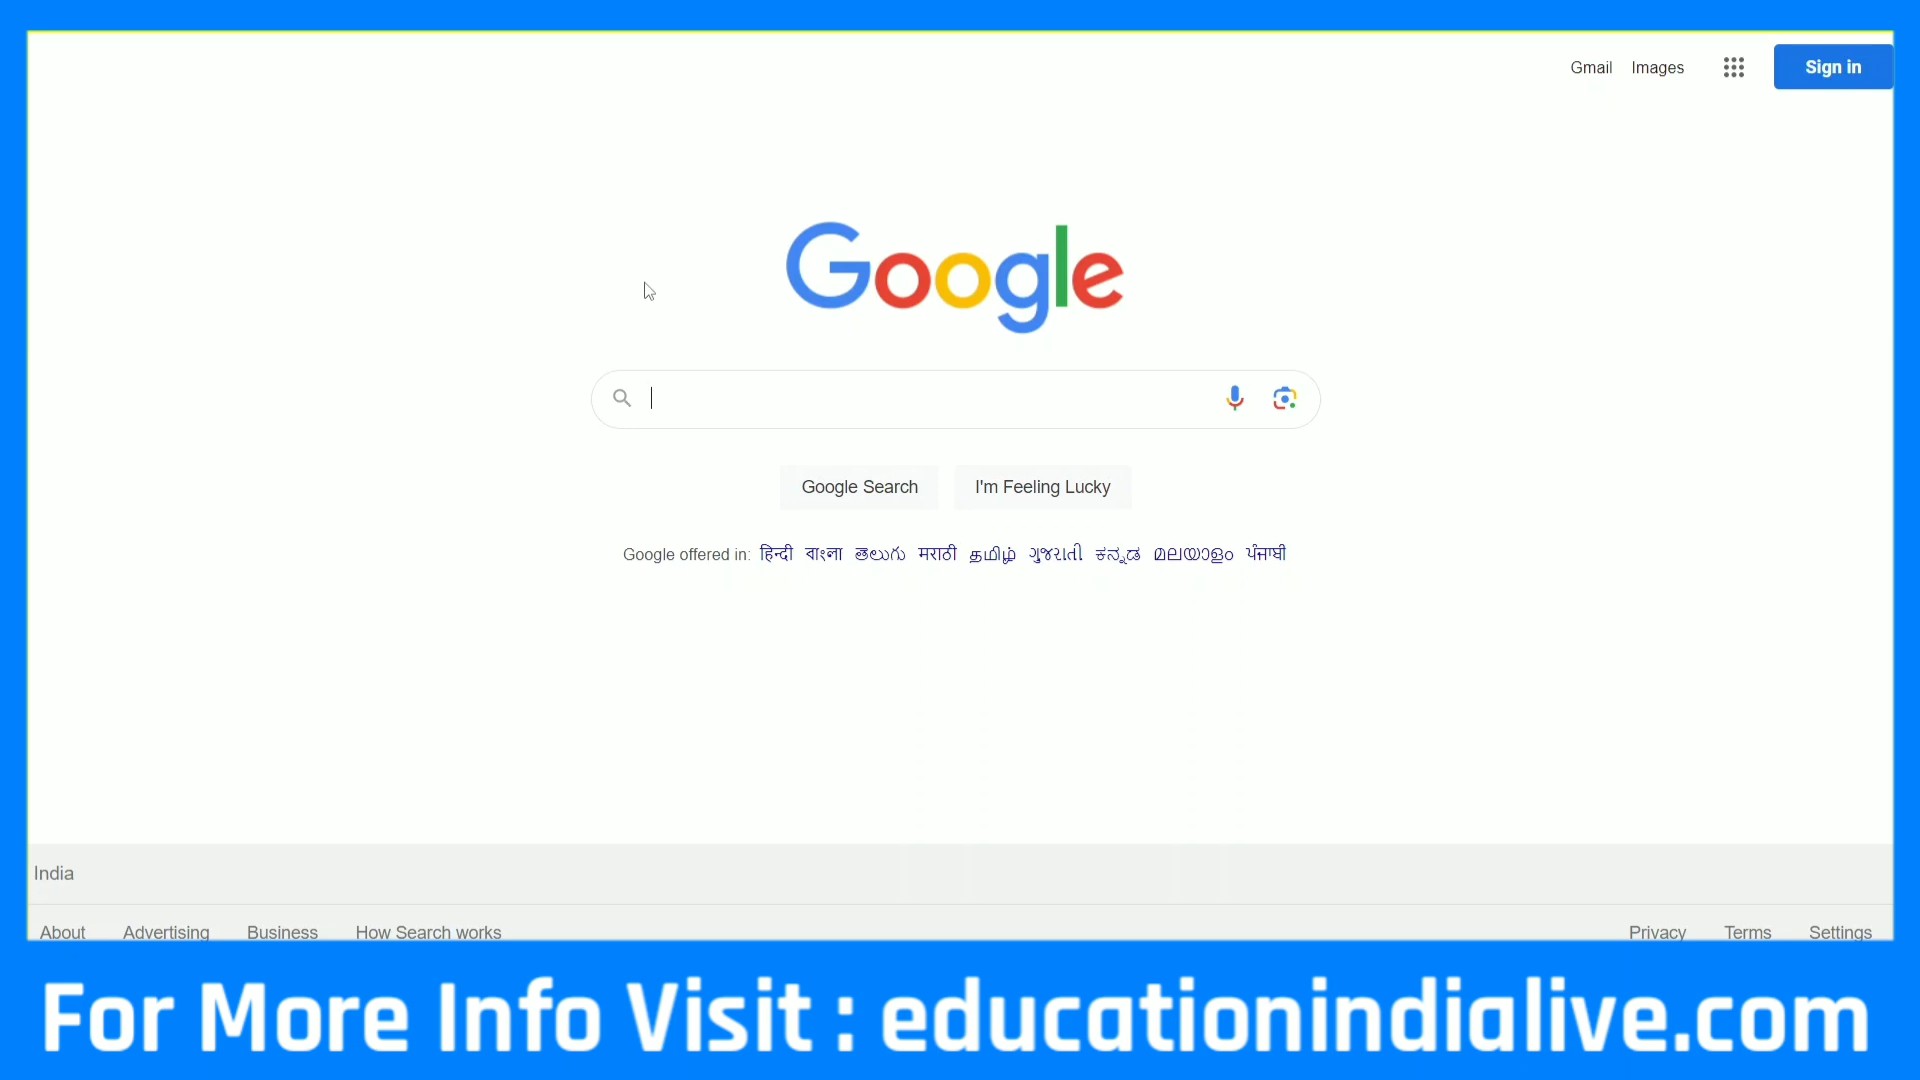 Gmail Images Sign in
Google
Google Search I'm Feeling Lucky
Google offered in: हिन्दी বাংলা తెలుగు मराठी தமிழ் ગુજરાતી ಕನ್ನಡ മലയാളം ਪੰਜਾਬੀ
India
About Advertising Business How Search works Privacy Terms Settings
For More Info Visit : educationindialive.com